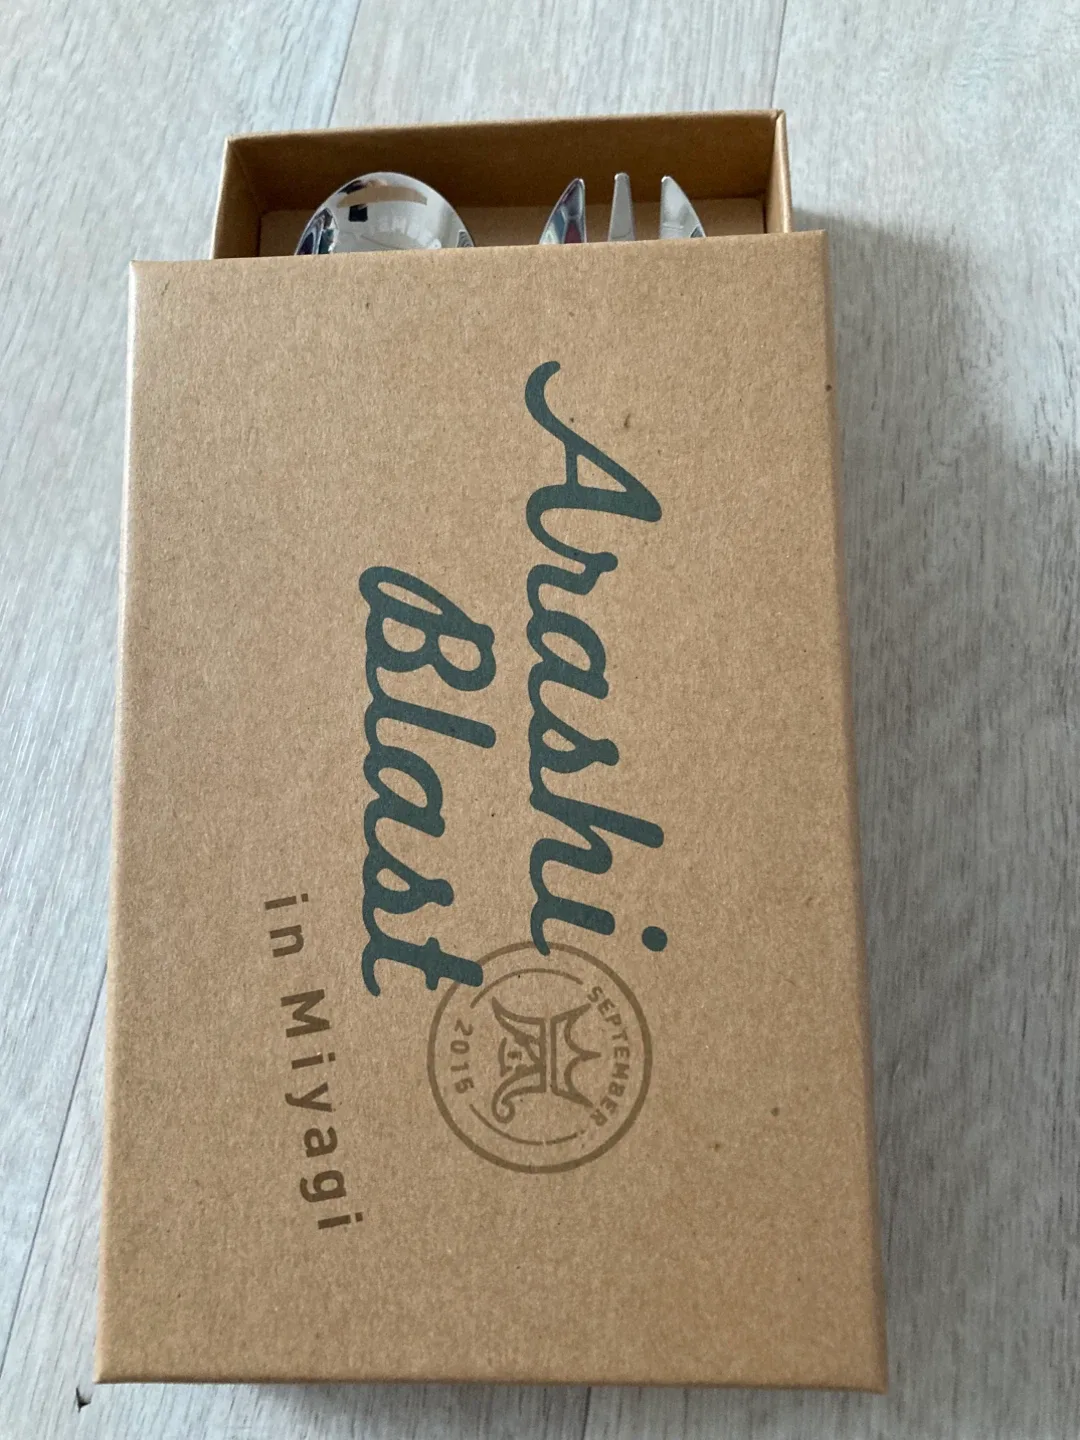 Arashi
Blast
in Miyagi
SEPTEMBER
2015